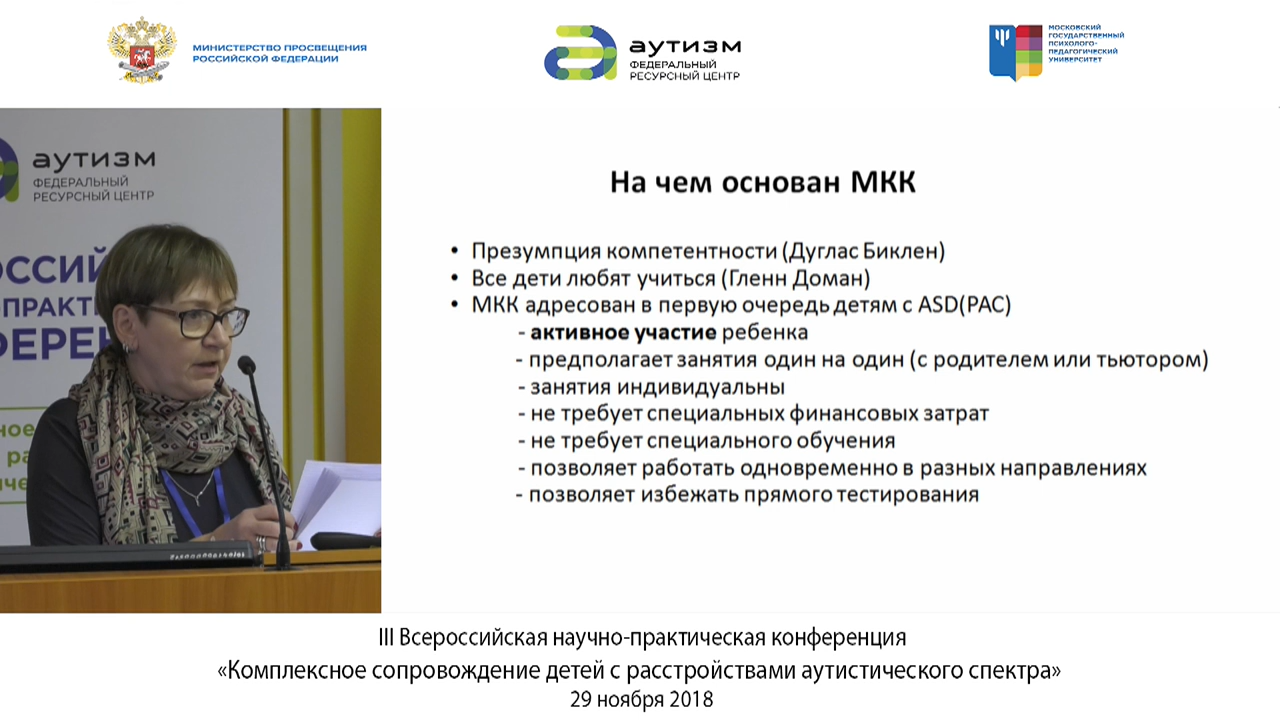 МИНИСТЕРСТВО ПРОСВЕЩЕНИЯ
РОССИЙСКОЙ ФЕДЕРАЦИИ
аутизм
ФЕДЕРАЛЬНЫЙ
РЕСУРСНЫЙ ЦЕНТР
МОСКОВСКИЙ
ГОСУДАРСТВЕННЫЙ
ПСИХОЛОГО-
ПЕДАГОГИЧЕСКИЙ
УНИВЕРСИТЕТ
аутизм
ФЕДЕРАЛЬНЫЙ
РЕСУРСНЫЙ ЦЕНТР
На чем основан МКК
• Презумпция компетентности (Дуглас Биклен)
• Все дети любят учиться (Гленн Доман)
• МКК адресован в первую очередь детям с ASD(РАС)
- активное участие ребенка
- предполагает занятия один на один (с родителем или тьютором)
- занятия индивидуальны
- не требует специальных финансовых затрат
- не требует специального обучения
- позволяет работать одновременно в разных направлениях
- позволяет избежать прямого тестирования
III Всероссийская научно-практическая конференция
«Комплексное сопровождение детей с расстройствами аутистического спектра»
29 ноября 2018